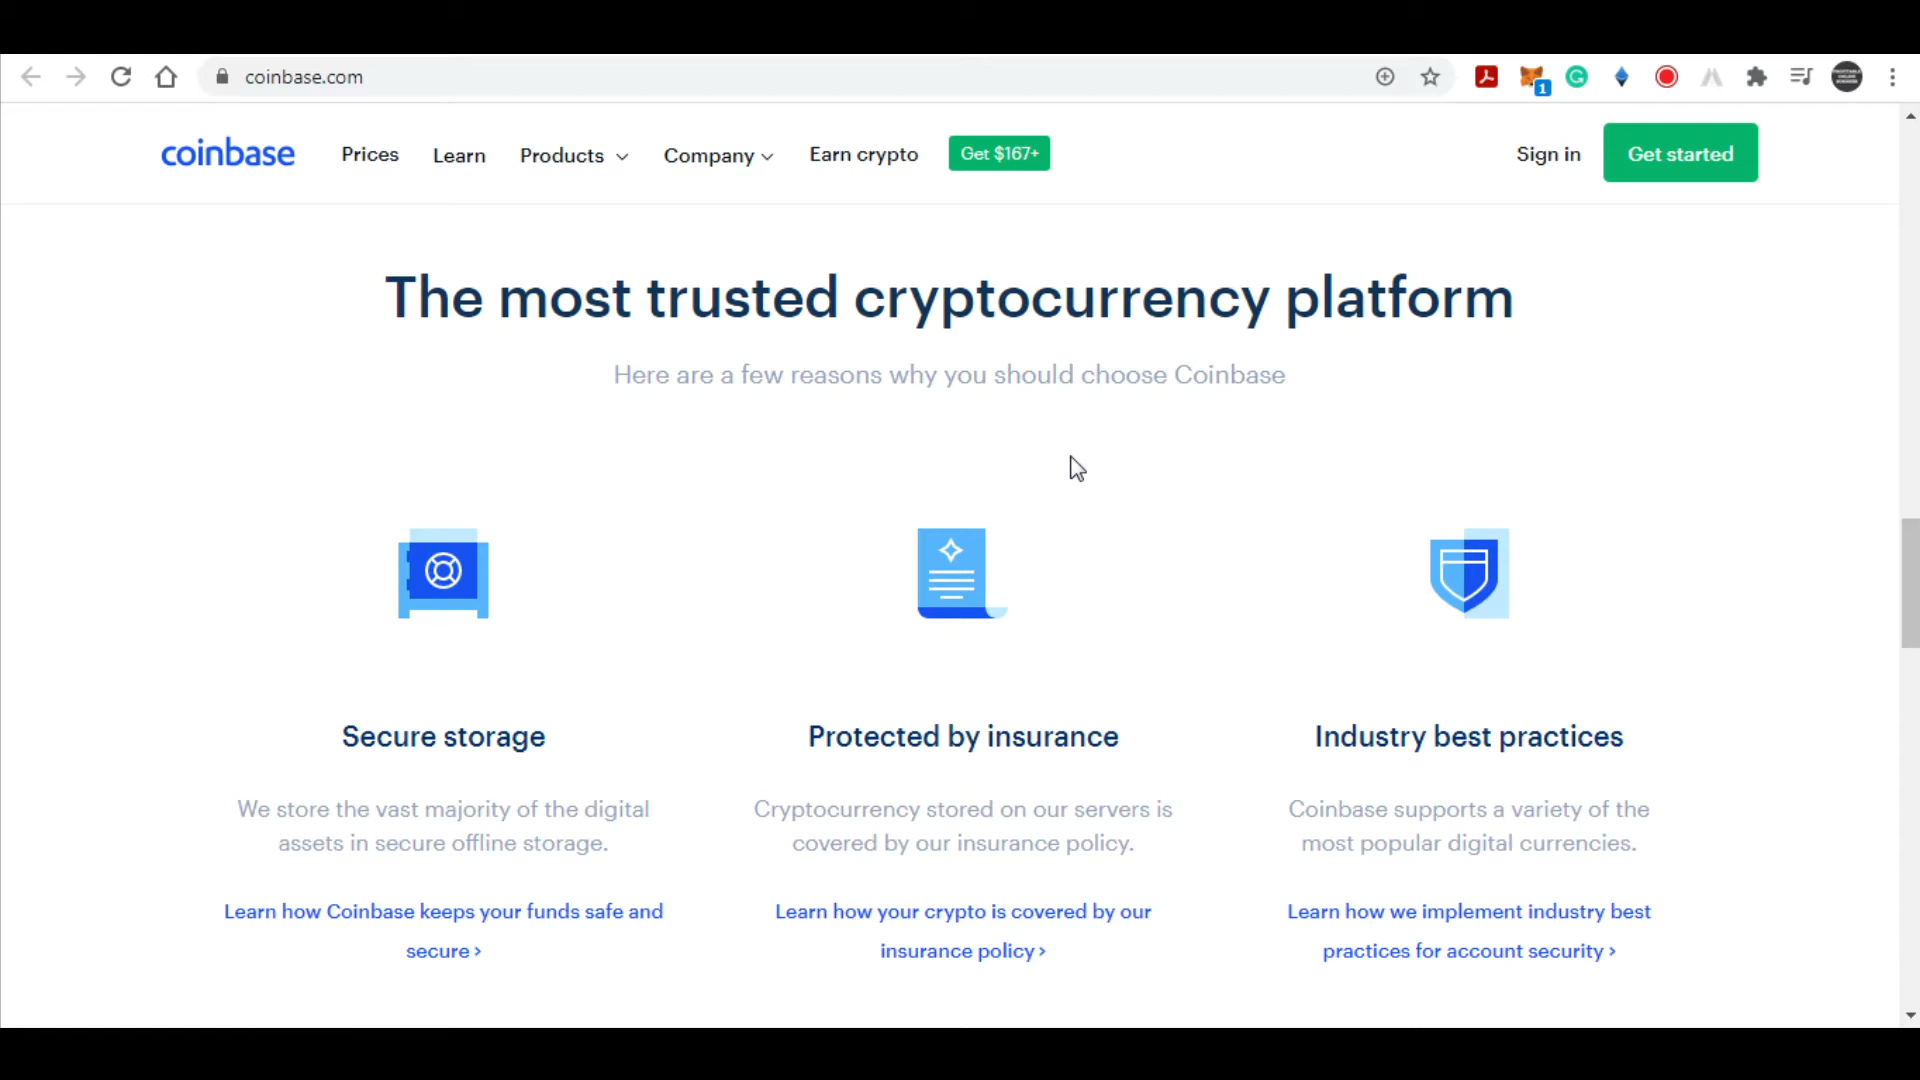 coinbase.com
1
coinbase
Prices
Learn
Products
Company
Earn crypto
Get $167+
Sign in
Get started
The most trusted cryptocurrency platform
Here are a few reasons why you should choose Coinbase
Secure storage
We store the vast majority of the digital
assets in secure offline storage.
Learn how Coinbase keeps your funds safe and
secure ›
Protected by insurance
Cryptocurrency stored on our servers is
covered by our insurance policy.
Learn how your crypto is covered by our
insurance policy ›
Industry best practices
Coinbase supports a variety of the
most popular digital currencies.
Learn how we implement industry best
practices for account security ›